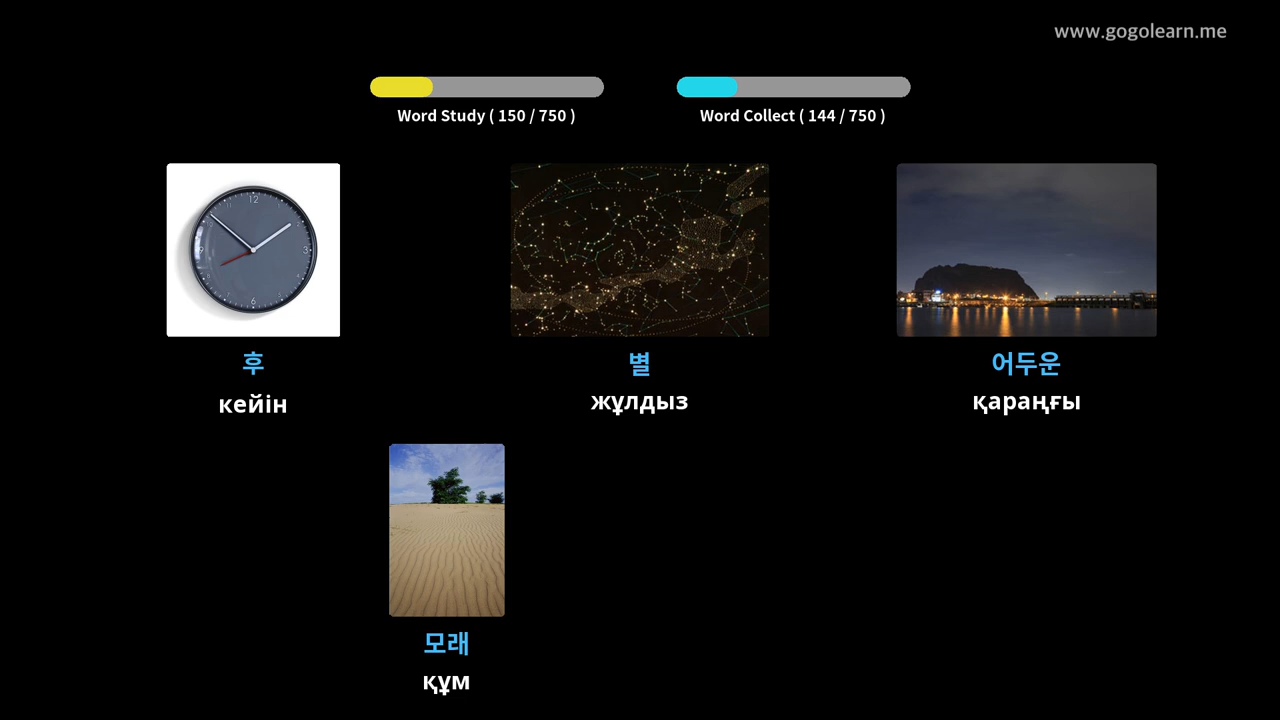 www.gogolearn.me
Word Study ( 150 / 750 )
Word Collect ( 144 / 750 )
후
별
어두운
кейін
жұлдыз
қараңғы
모래
құм